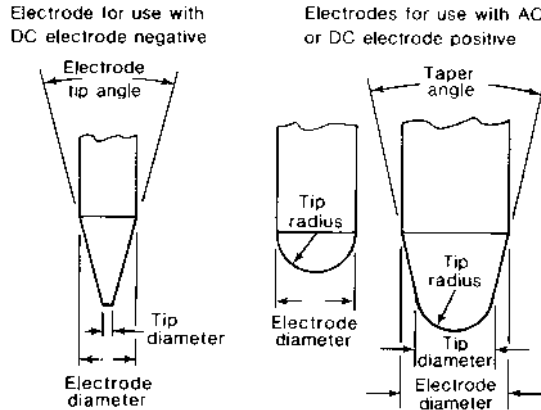 Electrode for use with
DC electrode negative
Electrode
tip angle
Tip
diameter
Electrode
diameter
Electrodes for use with AC
or DC electrode positive
Tip
radius
Electrode
diameter
Taper
angle
Tip
radius
Tip
diameter
Electrode
diameter